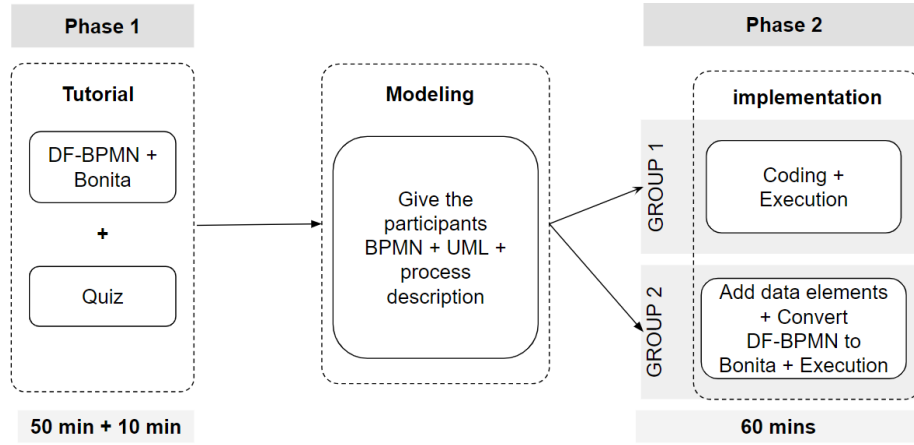 Phase 1
Tutorial
DF-BPMN +
Bonita
+
Quiz
50 min + 10 min
Modeling
Give the
participants
BPMN + UML +
process
description
Phase 2
implementation
GROUP 1
Coding +
Execution
GROUP 2
Add data elements
+ Convert
DF-BPMN to
Bonita + Execution
60 mins